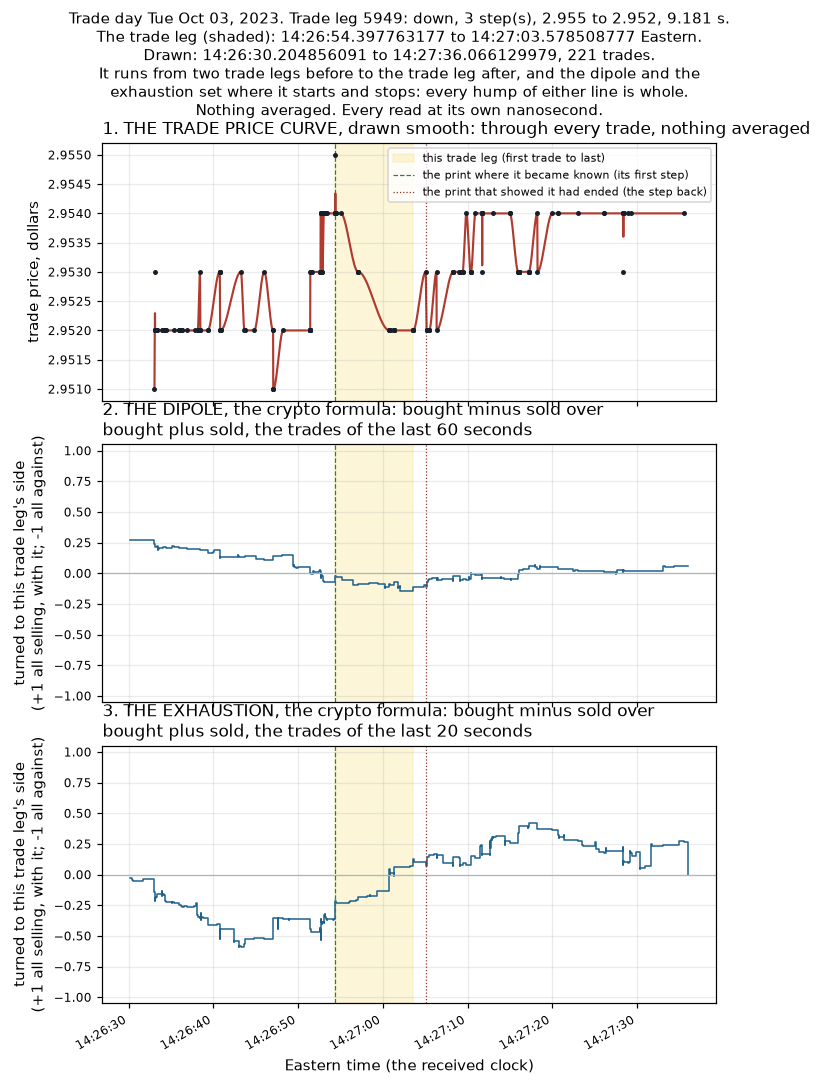 Trade day Tue Oct 03, 2023. Trade leg 5949: down, 3 step(s), 2.955 to 2.952, 9.181 s.
The trade leg (shaded): 14:26:54.397763177 to 14:27:03.578508777 Eastern.
Drawn: 14:26:30.204856091 to 14:27:36.066129979, 221 trades.
It runs from two trade legs before to the trade leg after, and the dipole and the
exhaustion set where it starts and stops: every hump of either line is whole.
Nothing averaged. Every read at its own nanosecond.
1. THE TRADE PRICE CURVE, drawn smooth: through every trade, nothing averaged
this trade leg (first trade to last)
the print where it became known (its first step)
the print that showed it had ended (the step back)
trade price, dollars
2.9550
2.9545
2.9540
2.9535
2.9530
2.9525
2.9520
2.9515
2.9510
2. THE DIPOLE, the crypto formula: bought minus sold over
bought plus sold, the trades of the last 60 seconds
turned to this trade leg's side
(+1 all selling, with it; -1 all against)
1.00
0.75
0.50
0.25
0.00
−0.25
−0.50
−0.75
−1.00
3. THE EXHAUSTION, the crypto formula: bought minus sold over
bought plus sold, the trades of the last 20 seconds
turned to this trade leg's side
(+1 all selling, with it; -1 all against)
1.00
0.75
0.50
0.25
0.00
−0.25
−0.50
−0.75
−1.00
14:26:30
14:26:40
14:26:50
14:27:00
14:27:10
14:27:20
14:27:30
Eastern time (the received clock)